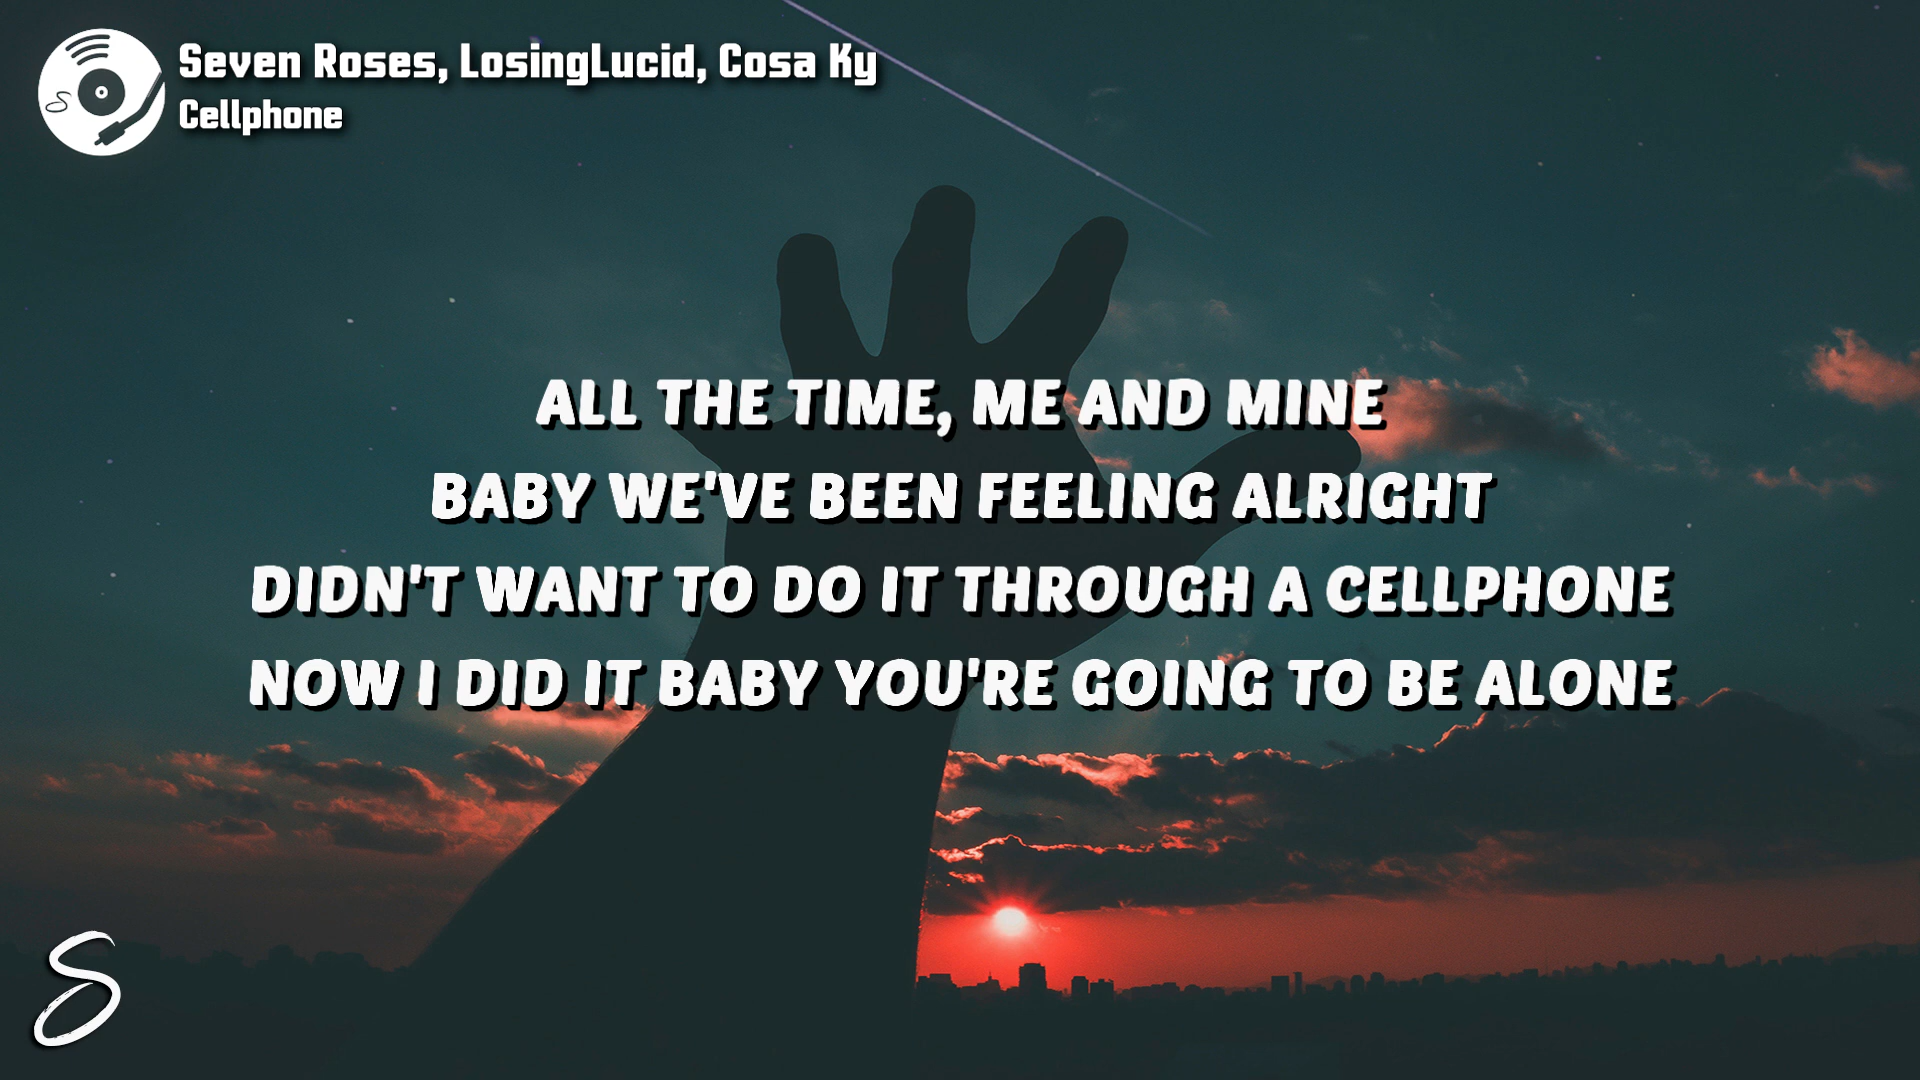 Seven Roses, LosingLucid, Cosa Ky
Cellphone
ALL THE TIME, ME AND MINE
BABY WE'VE BEEN FEELING ALRIGHT
DIDN'T WANT TO DO IT THROUGH A CELLPHONE
NOW I DID IT BABY YOU'RE GOING TO BE ALONE
S